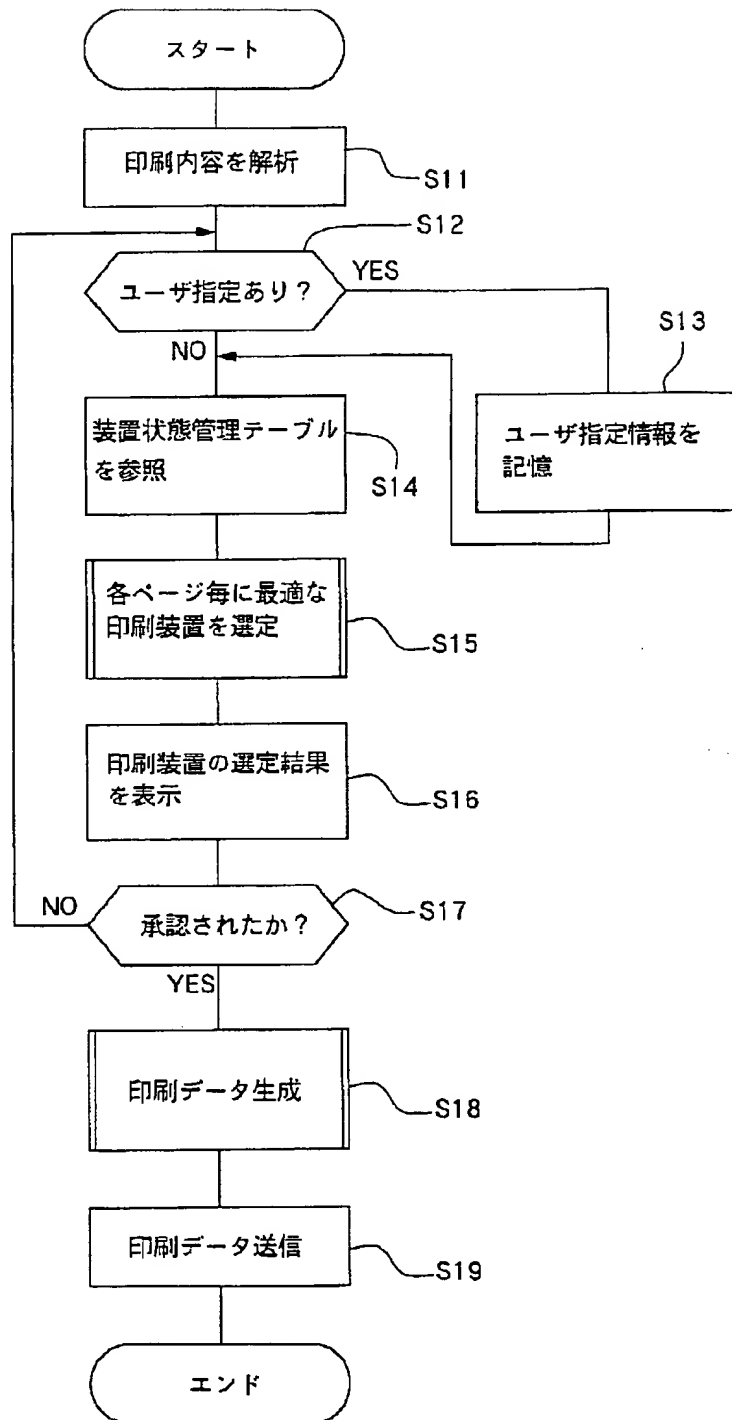 スタート
印刷内容を解析
S11
S12
ユーザ指定あり?
YES
NO
S13
ユーザ指定情報を
記憶
装置状態管理テーブル
を参照
S14
各ページ毎に最適な
印刷装置を選定
S15
印刷装置の選定結果
を表示
S16
承認されたか?
S17
NO
YES
印刷データ生成
S18
印刷データ送信
S19
エンド